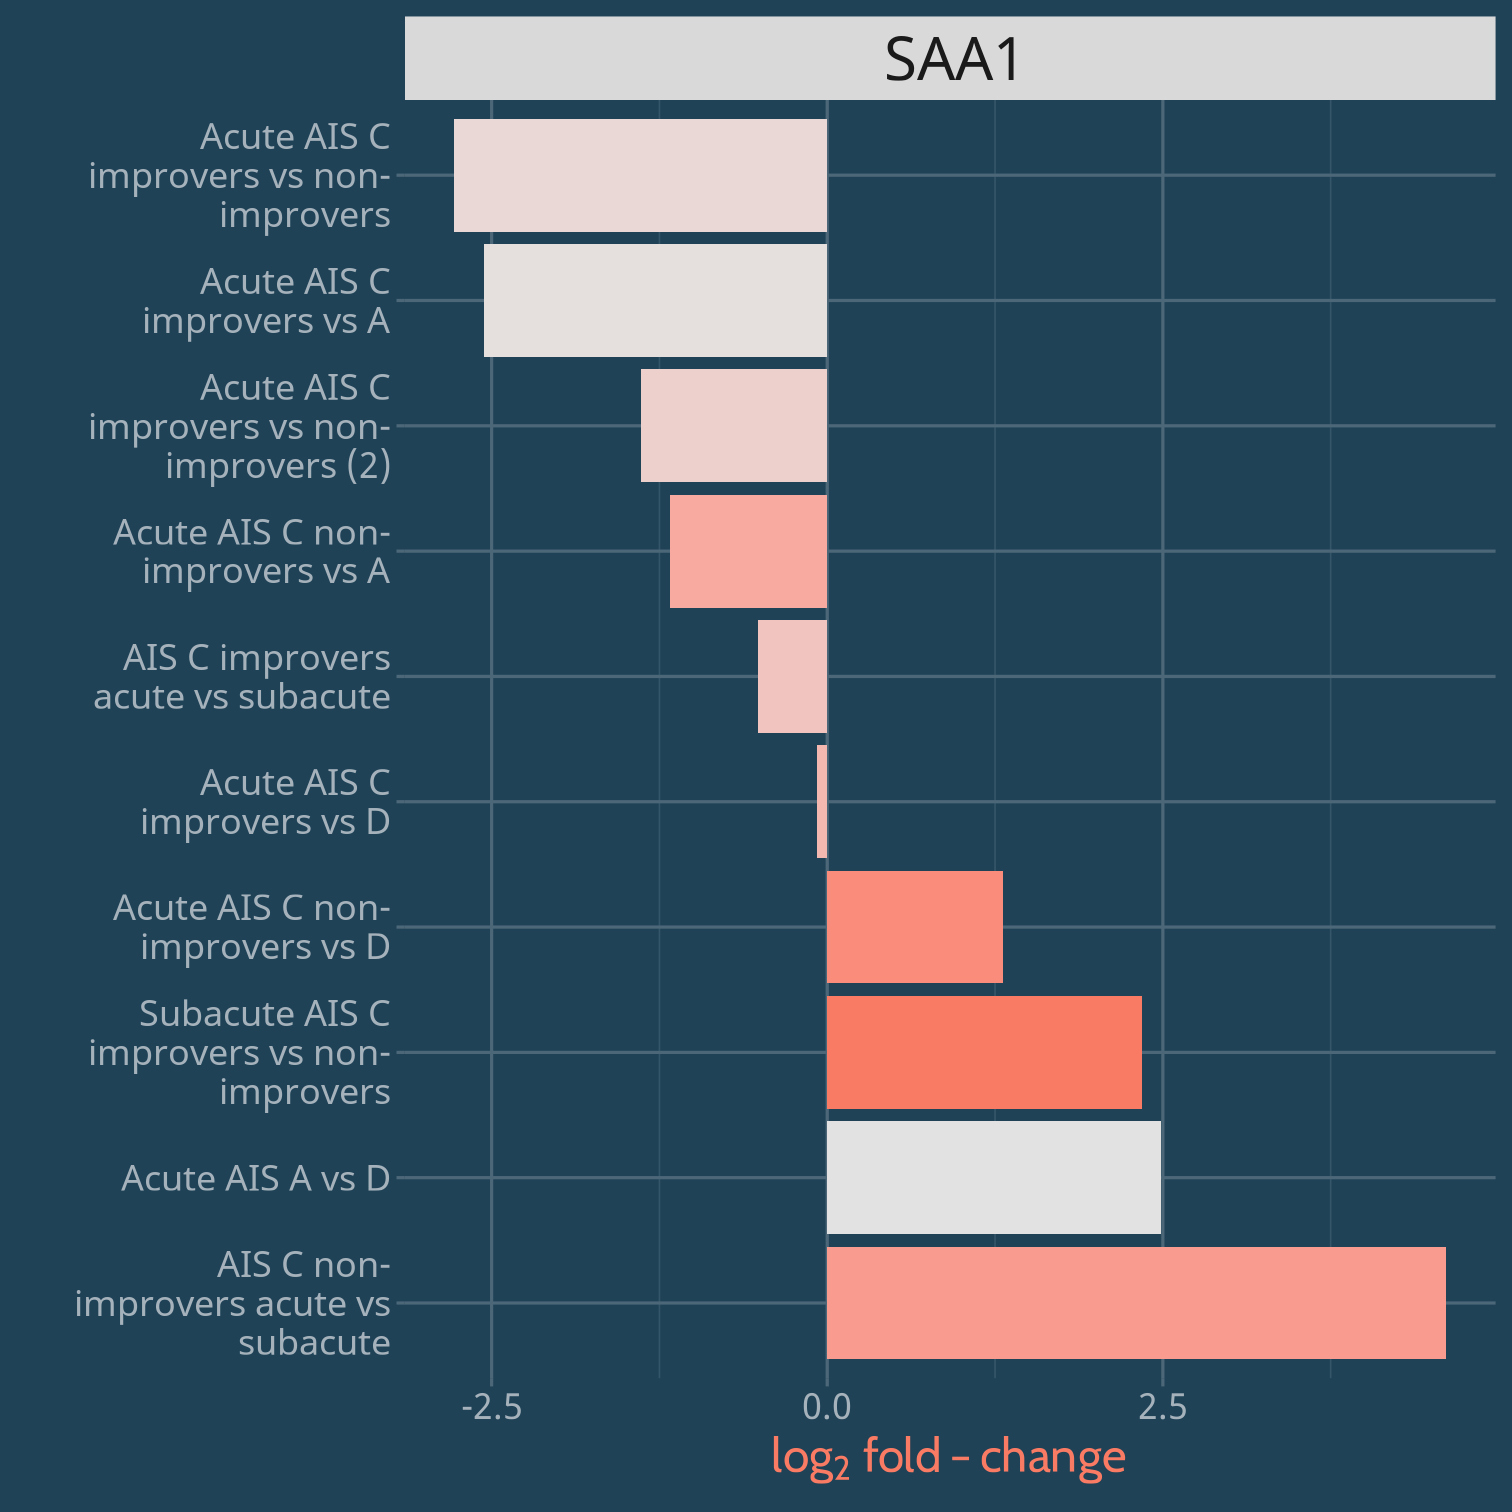 SAA1
Acute AIS C
improvers vs non-
improvers
Acute AIS C
improvers vs A
Acute AIS C
improvers vs non-
improvers (2)
Acute AIS C non-
improvers vs A
AIS C improvers
acute vs subacute
Acute AIS C
improvers vs D
Acute AIS C non-
improvers vs D
Subacute AIS C
improvers vs non-
improvers
Acute AIS A vs D
AIS C non-
improvers acute vs
subacute
-2.5 0.0 2.5
log₂ fold – change